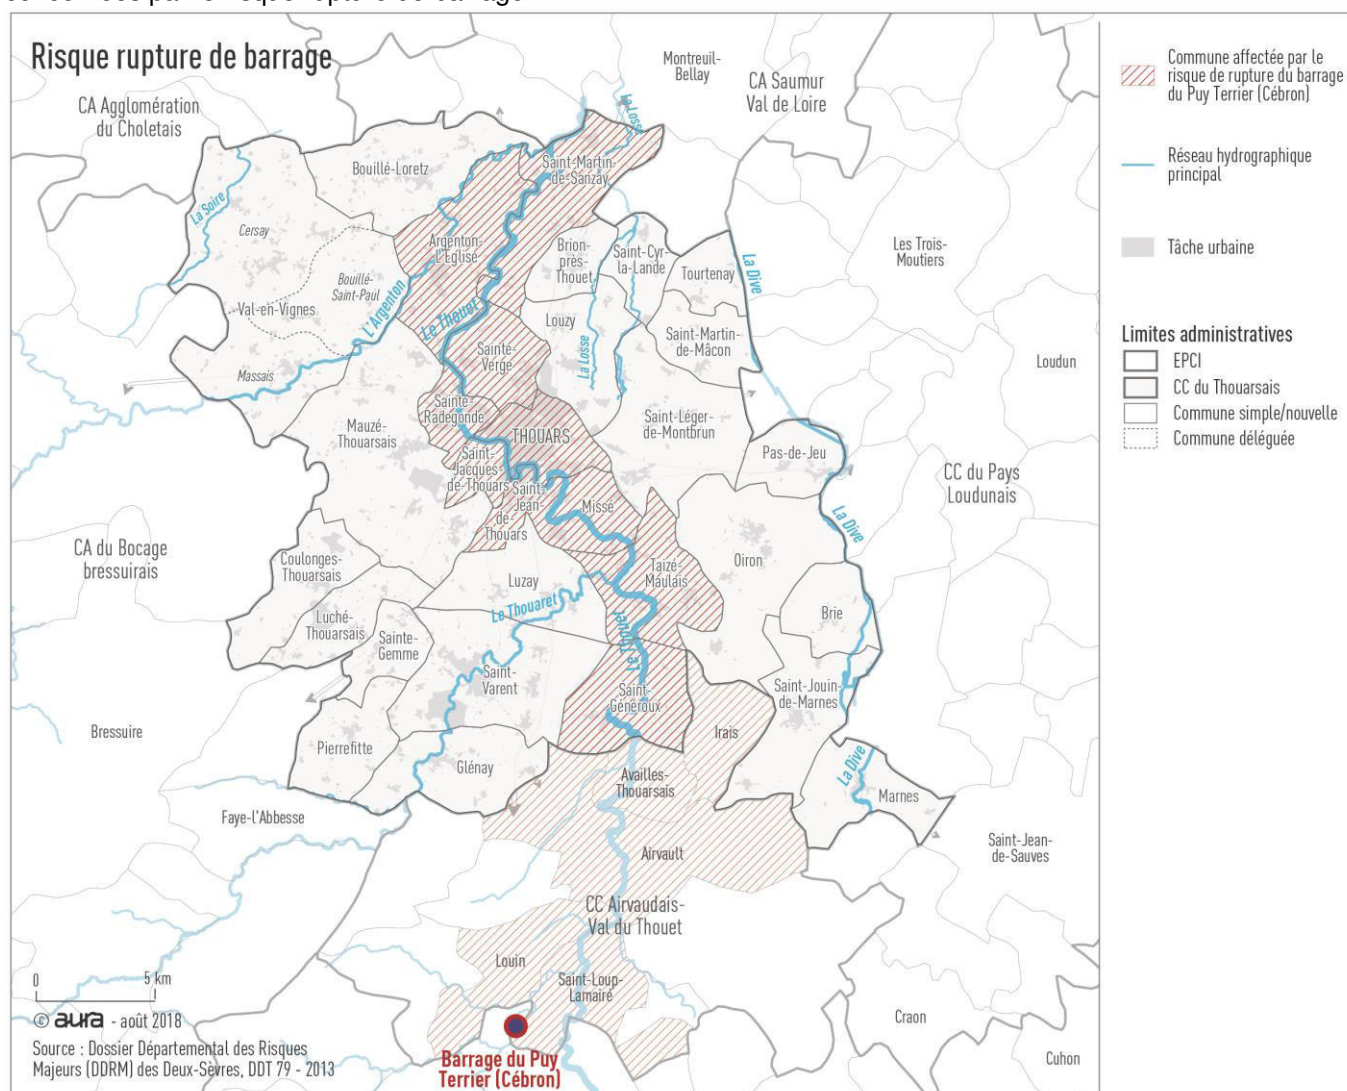 Risque rupture de barrage
Montreuil-
Bellay
CA Saumur
Val de Loire
CA Agglomération
du Choletais
La Losse
Bouillé-Loretz
Saint-Martin-
de-Sanzay
La Soire
Cersay
Argenton-
L'Église
Brion-
près-
Thouet
Saint-Cyr-
la-Lande
Tourtenay
La Dive
Les Trois-
Moutiers
Bouillé-
Saint-Paul
Val-en-Vignes
L'Argenton
Le Thouet
Louzy
Saint-Martin-
de-Mâcon
La Losse
Sainte-
Verge
Loudun
Massais
Sainte-
Radegonde
Mauzé-
Thouarsais
THOUARS
Saint-Léger-
de-Montbrun
Pas-de-Jeu
Saint-
Jacques-
de-Thouars
Saint-
Jean-
de-
Thouars
Missé
CC du Pays
Loudunais
La Dive
CA du Bocage
bressuirais
Coulonges-
Thouarsais
Luzay
Taizé-
Maulais
Oiron
Le Thouaret
Luché-
Thouarsais
Sainte-
Gemme
Le Thouet
Brie
Saint-
Varent
Saint-
Généroux
Saint-Jouin-
de-Marnes
Irais
Bressuire
Pierrefitte
Glénay
Availles-
Thouarsais
La Dive
Marnes
Faye-l'Abbesse
Airvault
Saint-Jean-
de-Sauves
CC Airvaudais-
Val du Thouet
Louin
Saint-Loup-
Lamairé
Craon
Cuhon
Barrage du Puy
Terrier (Cébron)
0 5 km
© aura - août 2018
Source : Dossier Départemental des Risques
Majeurs (DDRM) des Deux-Sèvres, DDT 79 - 2013
Commune affectée par le
risque de rupture du barrage
du Puy Terrier (Cébron)
Réseau hydrographique
principal
Tâche urbaine
Limites administratives
EPCI
CC du Thouarsais
Commune simple/nouvelle
Commune déléguée